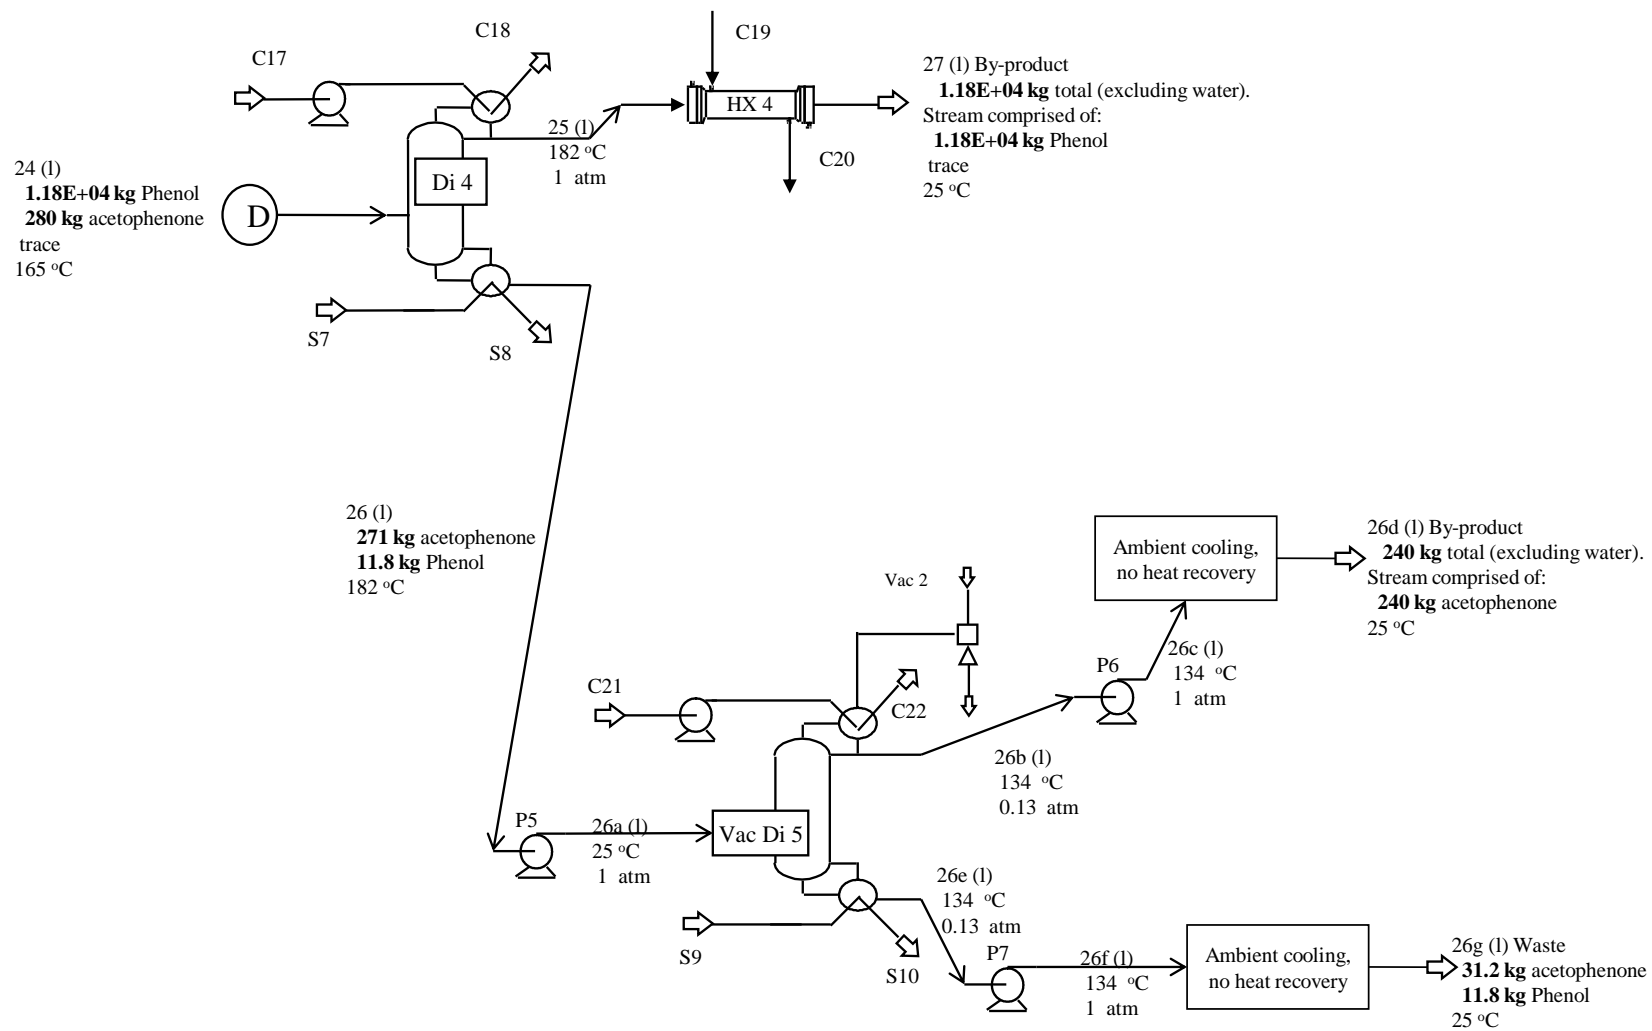 C17
C18
C19
27 (l) By-product
1.18E+04 kg total (excluding water).
Stream comprised of:
1.18E+04 kg Phenol
trace
25 °C
HX 4
C20
25 (l)
182 °C
1 atm
24 (l)
1.18E+04 kg Phenol
280 kg acetophenone
trace
165 °C
D
Di 4
S7
S8
26 (l)
271 kg acetophenone
11.8 kg Phenol
182 °C
Ambient cooling,
no heat recovery
26d (l) By-product
240 kg total (excluding water).
Stream comprised of:
240 kg acetophenone
25 °C
Vac 2
P6
26c (l)
134 °C
1 atm
C21
C22
26b (l)
134 °C
0.13 atm
P5
26a (l)
25 °C
1 atm
Vac Di 5
26e (l)
134 °C
0.13 atm
S9
S10
P7
26f (l)
134 °C
1 atm
Ambient cooling,
no heat recovery
26g (l) Waste
31.2 kg acetophenone
11.8 kg Phenol
25 °C